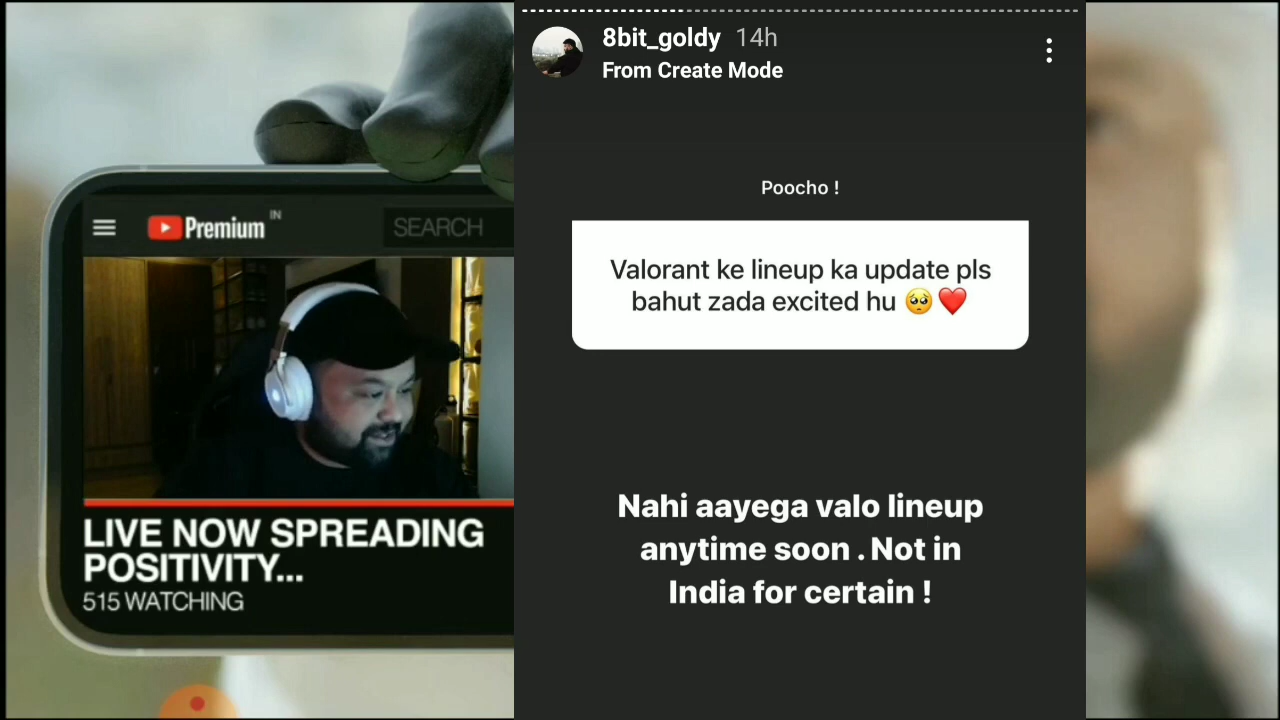 Premium IN
SEARCH
LIVE NOW SPREADING
POSITIVITY...
515 WATCHING
8bit_goldy 14h
From Create Mode
Poocho !
Valorant ke lineup ka update pls
bahut zada excited hu 🥺❤️
Nahi aayega valo lineup
anytime soon . Not in
India for certain !